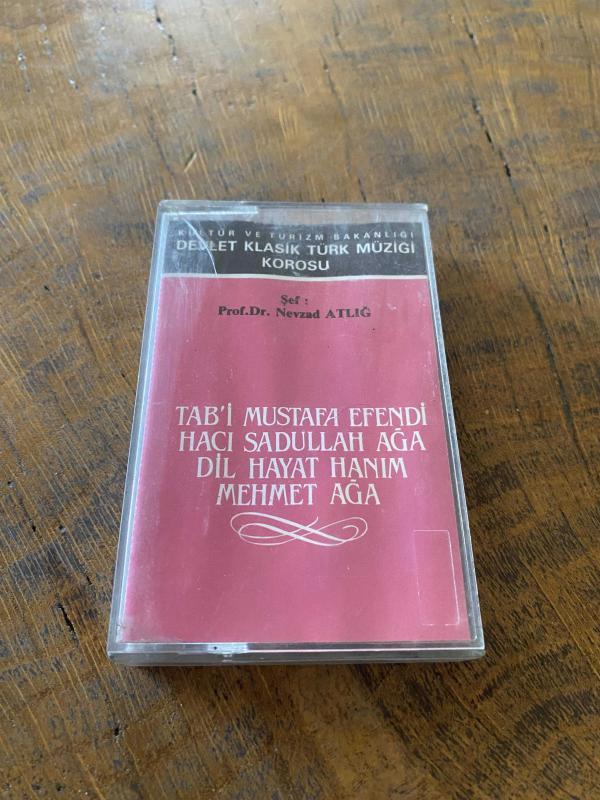 KÜLTÜR VE TURİZM BAKANLIĞI
DEVLET KLASİK TÜRK MÜZİĞİ
KOROSU
Şef :
Prof.Dr. Nevzad ATLIĞ
TAB'İ MUSTAFA EFENDİ
HACI SADULLAH AĞA
DİL HAYAT HANIM
MEHMET AĞA